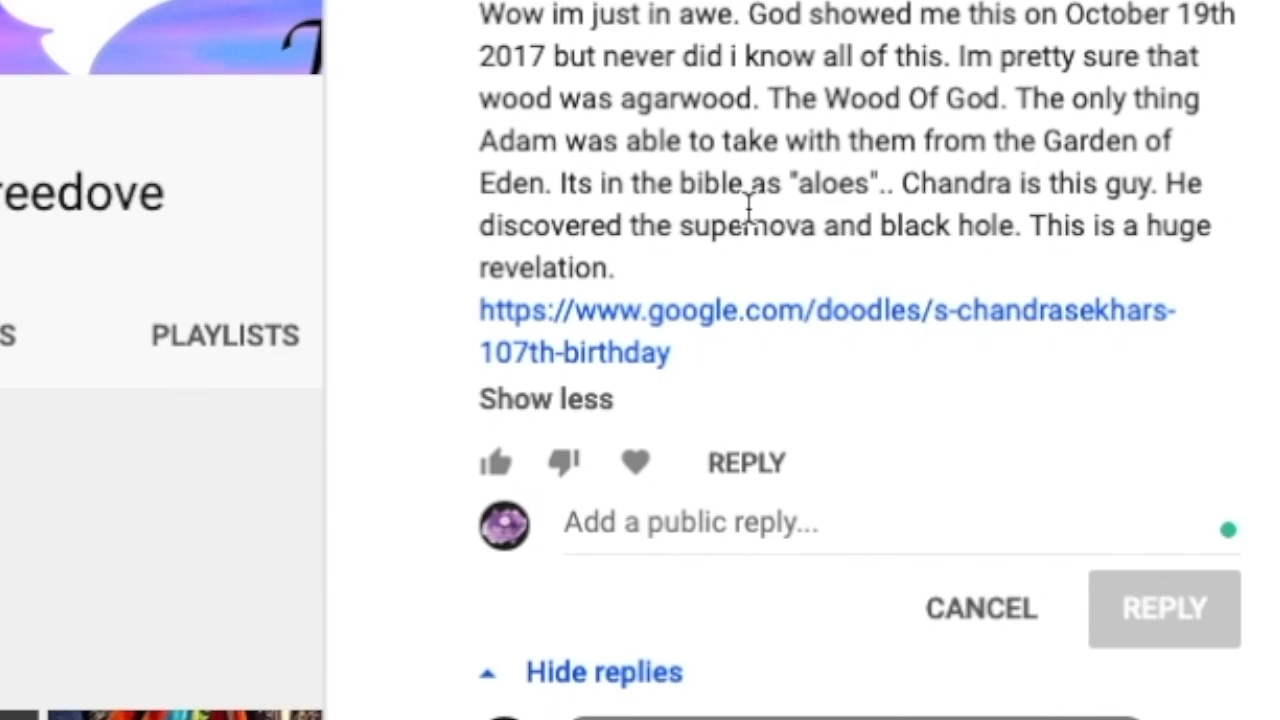 Wow im just in awe. God showed me this on October 19th
2017 but never did i know all of this. Im pretty sure that
wood was agarwood. The Wood Of God. The only thing
Adam was able to take with them from the Garden of
Eden. Its in the bible as "aloes".. Chandra is this guy. He
discovered the supernova and black hole. This is a huge
revelation.
https://www.google.com/doodles/s-chandrasekhars-
107th-birthday
Show less
REPLY
Add a public reply...
CANCEL REPLY
Hide replies
reedove
S PLAYLISTS